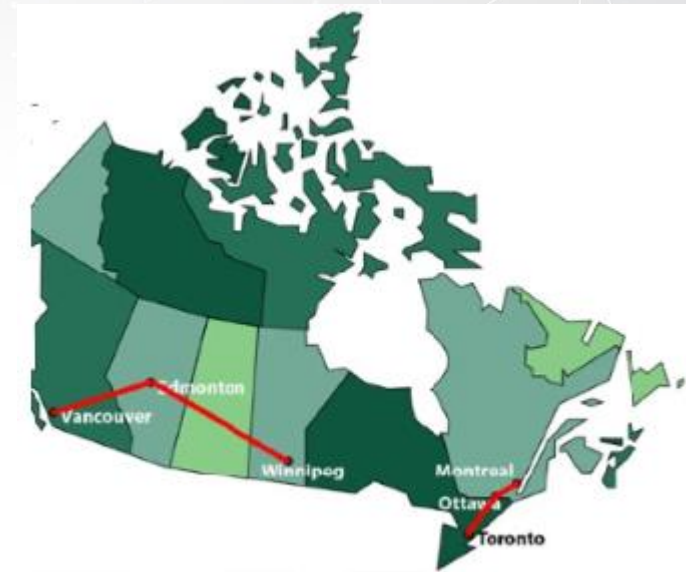 Edmonton
Vancouver
Winnipeg
Montreal
Ottawa
Toronto